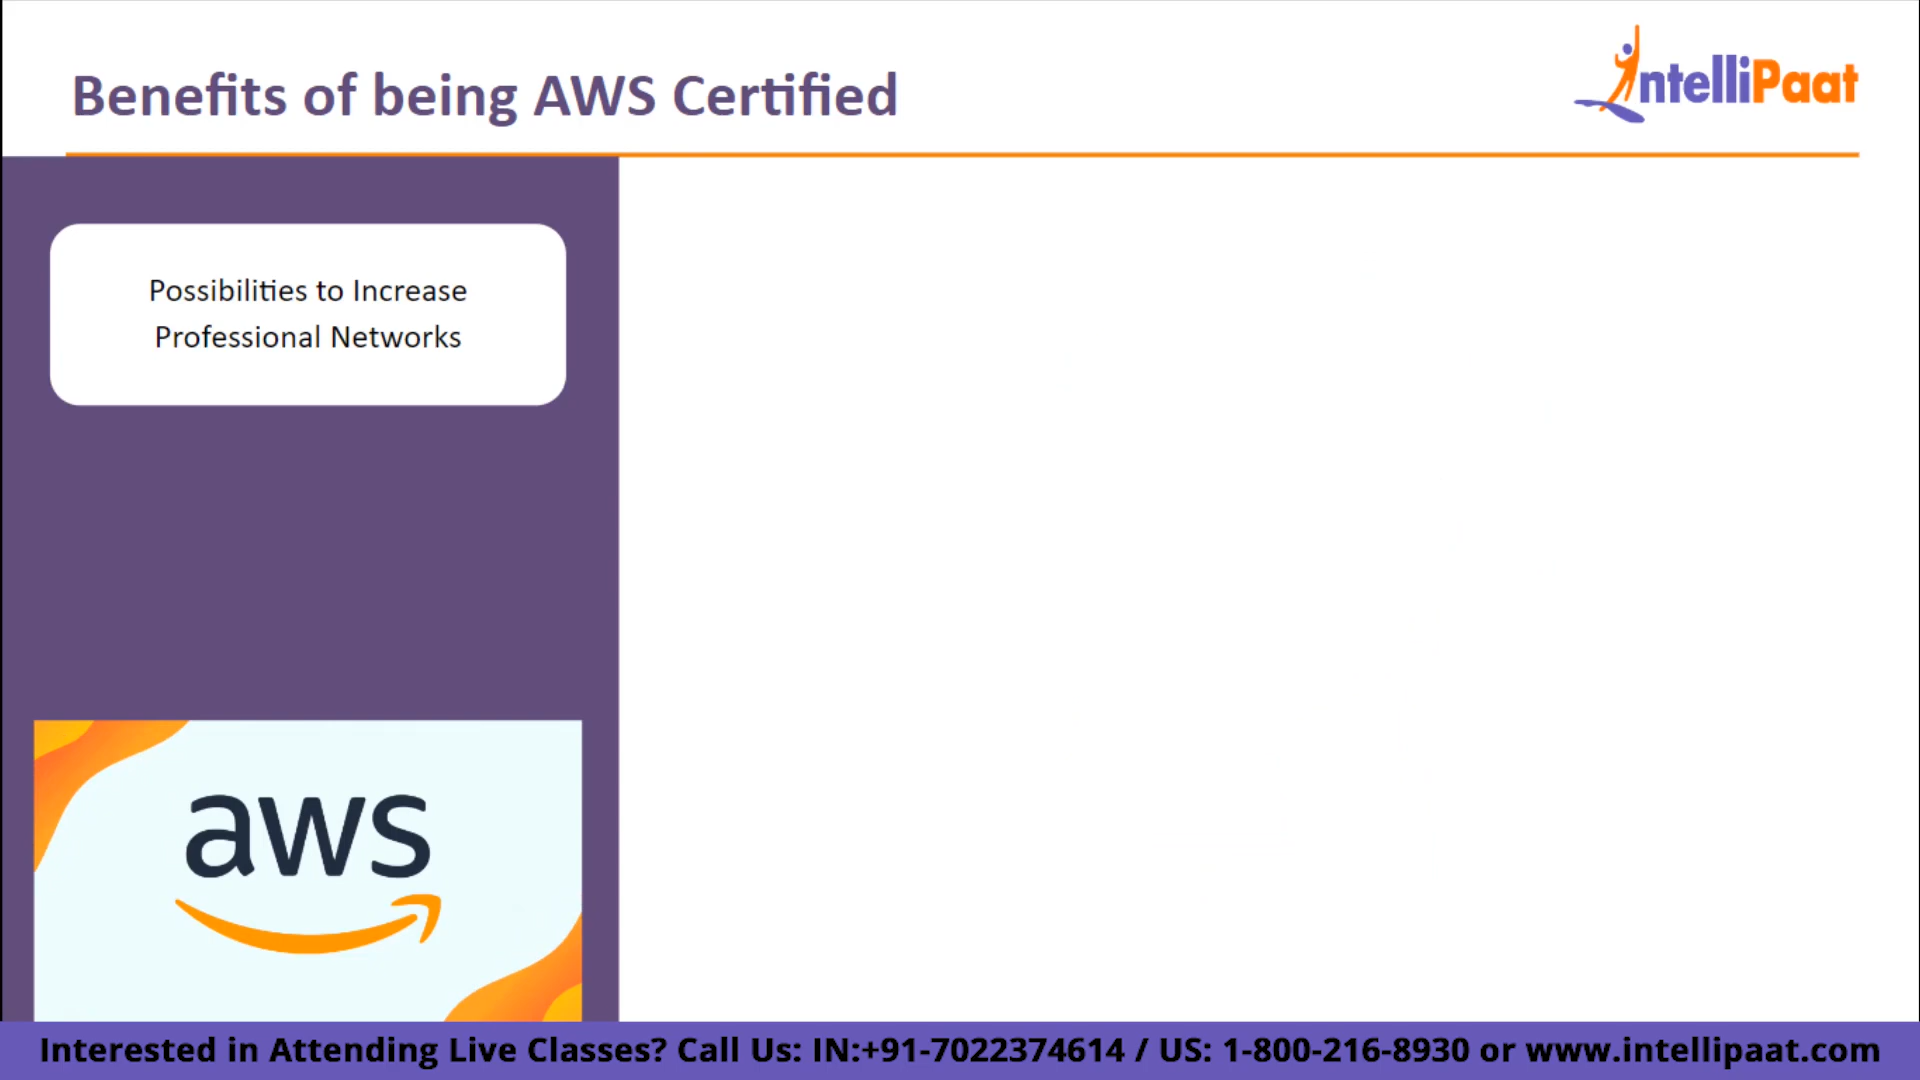 Benefits of being AWS Certified
IntelliPaat
Possibilities to Increase
Professional Networks
aws
Interested in Attending Live Classes? Call Us: IN:+91-7022374614 / US: 1-800-216-8930 or www.intellipaat.com